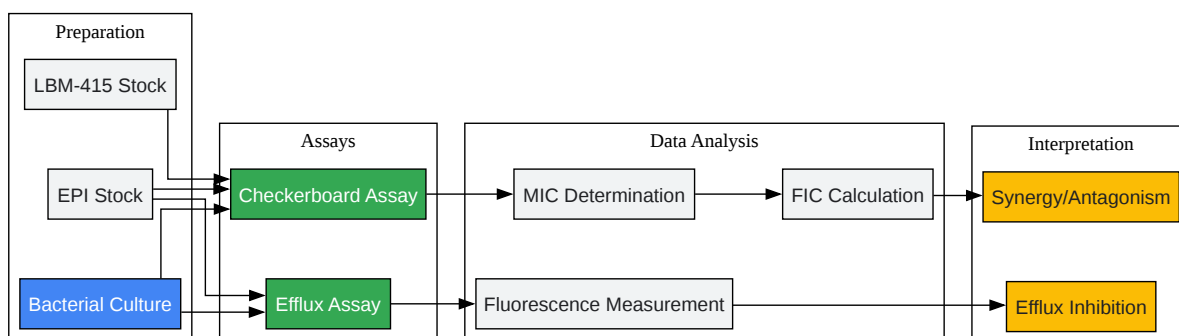 Preparation
LBM-415 Stock
EPI Stock
Bacterial Culture
Assays
Checkerboard Assay
Efflux Assay
Data Analysis
MIC Determination
FIC Calculation
Fluorescence Measurement
Interpretation
Synergy/Antagonism
Efflux Inhibition